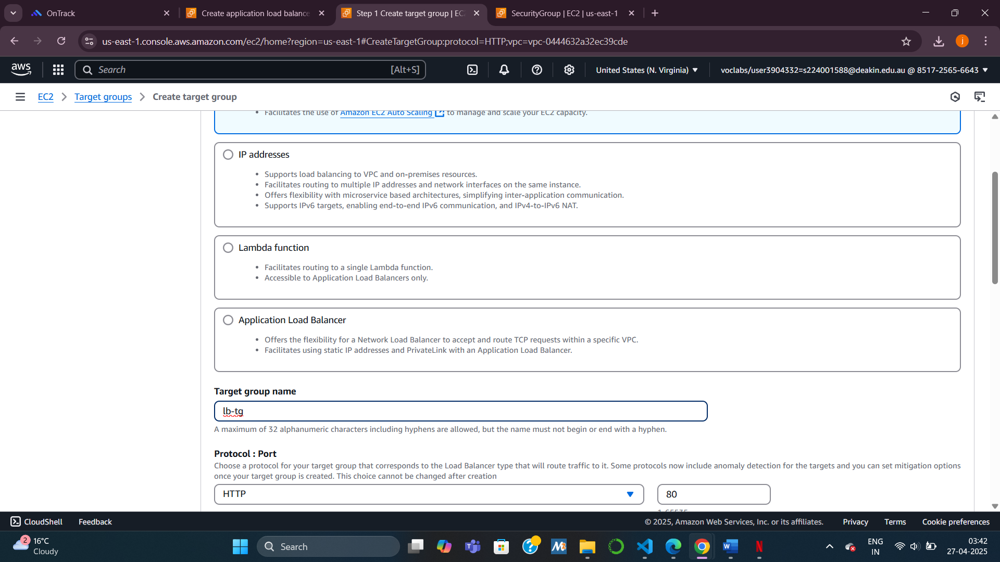 OnTrack
Create application load balance
Step 1 Create target group | EC
SecurityGroup | EC2 | us-east-1
us-east-1.console.aws.amazon.com/ec2/home?region=us-east-1#CreateTargetGroup:protocol=HTTP;vpc=vpc-0444632a32ec39cde
j
aws
Search
[Alt+S]
United States (N. Virginia)
voclabs/user3904332=s224001588@deakin.edu.au @ 8517-2565-6643
EC2
Target groups
Create target group
Facilitates the use of Amazon EC2 Auto Scaling to manage and scale your EC2 capacity.
IP addresses
Supports load balancing to VPC and on-premises resources.
Facilitates routing to multiple IP addresses and network interfaces on the same instance.
Offers flexibility with microservice based architectures, simplifying inter-application communication.
Supports IPv6 targets, enabling end-to-end IPv6 communication, and IPv4-to-IPv6 NAT.
Lambda function
Facilitates routing to a single Lambda function.
Accessible to Application Load Balancers only.
Application Load Balancer
Offers the flexibility for a Network Load Balancer to accept and route TCP requests within a specific VPC.
Facilitates using static IP addresses and PrivateLink with an Application Load Balancer.
Target group name
lb-tg
A maximum of 32 alphanumeric characters including hyphens are allowed, but the name must not begin or end with a hyphen.
Protocol : Port
Choose a protocol for your target group that corresponds to the Load Balancer type that will route traffic to it. Some protocols now include anomaly detection for the targets and you can set mitigation options
once your target group is created. This choice cannot be changed after creation
HTTP
80
1-65535
CloudShell
Feedback
© 2025, Amazon Web Services, Inc. or its affiliates.
Privacy
Terms
Cookie preferences
2
16°C
Cloudy
Search
ENG
IN
03:42
27-04-2025